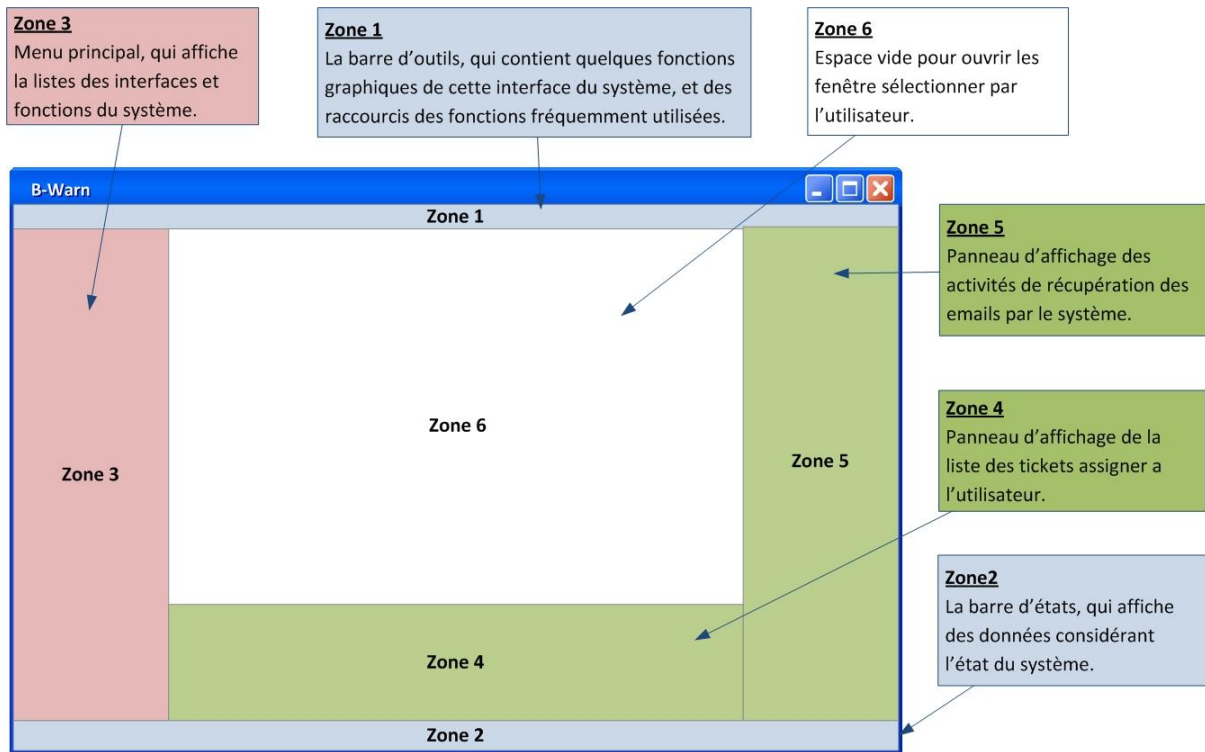 Zone 3
Menu principal, qui affiche
la listes des interfaces et
fonctions du système.
Zone 1
La barre d'outils, qui contient quelques fonctions
graphiques de cette interface du système, et des
raccourcis des fonctions fréquemment utilisées.
Zone 6
Espace vide pour ouvrir les
fenêtre sélectionner par
l'utilisateur.
B-Warn
Zone 1
Zone 3
Zone 6
Zone 5
Zone 4
Zone 2
Zone 5
Panneau d'affichage des
activités de récupération des
emails par le système.
Zone 4
Panneau d'affichage de la
liste des tickets assigner a
l'utilisateur.
Zone2
La barre d'états, qui affiche
des données considérant
l'état du système.